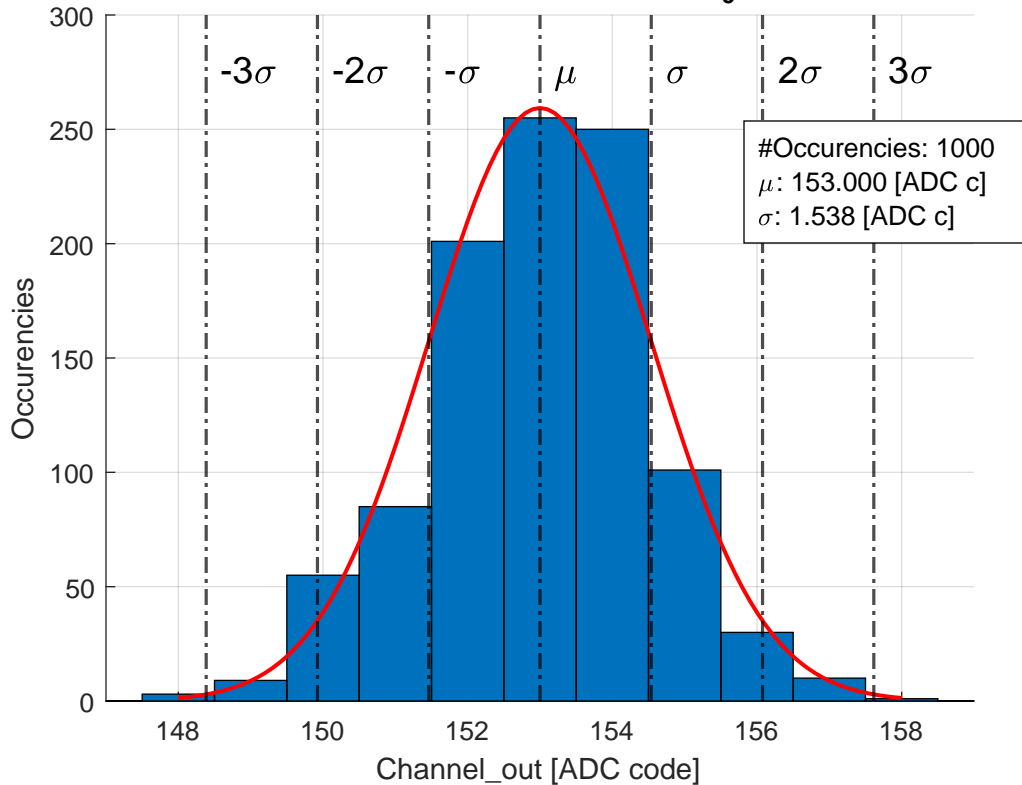 300
-3σ -2σ -σ μ σ 2σ 3σ
250
#Occurencies: 1000
μ: 153.000 [ADC c]
σ: 1.538 [ADC c]
200
Occurencies
150
100
50
0
148 150 152 154 156 158
Channel_out [ADC code]